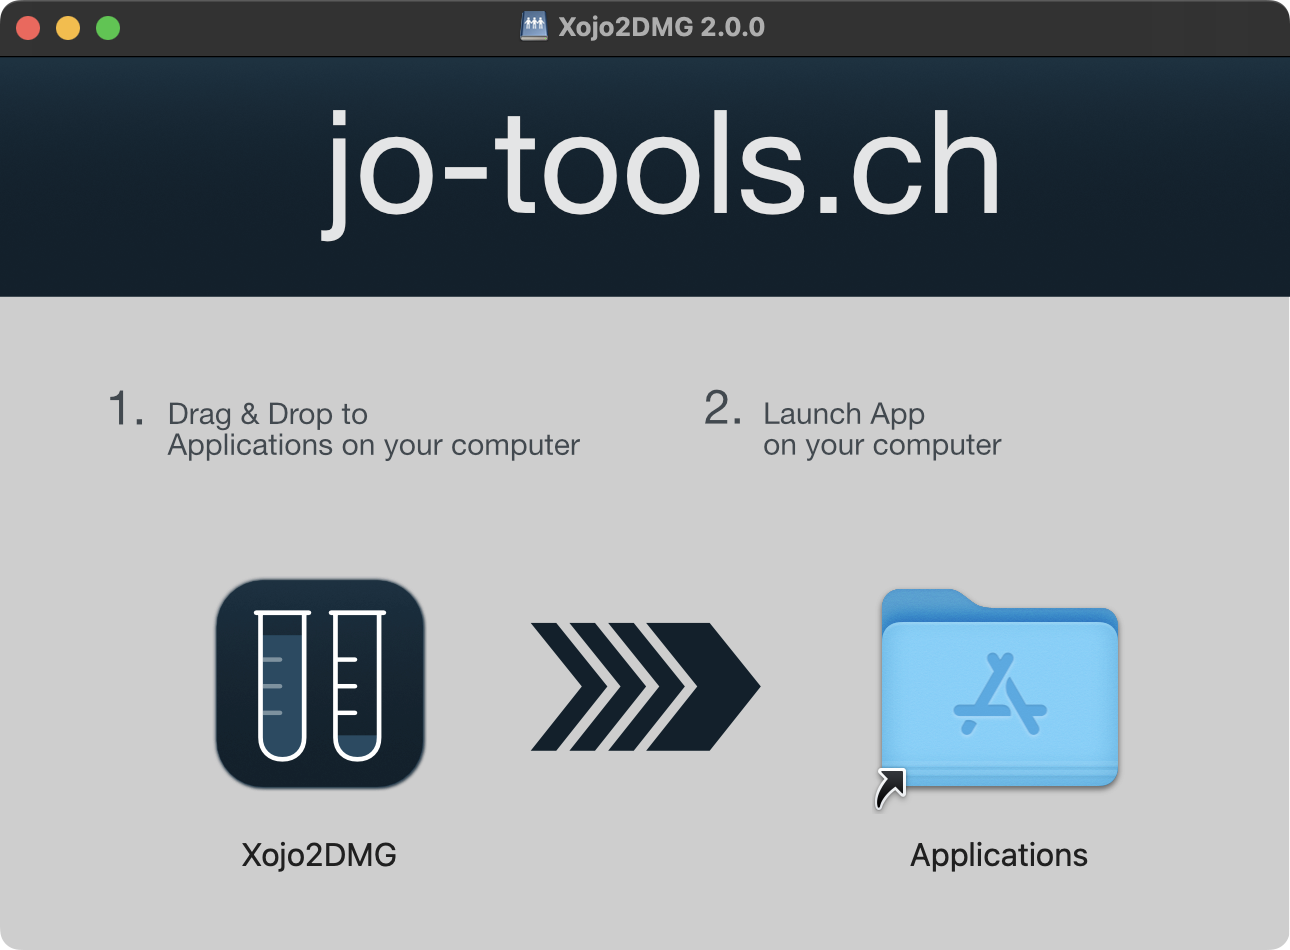 Xojo2DMG 2.0.0
jo-tools.ch
1. Drag & Drop to
Applications on your computer
2. Launch App
on your computer
Xojo2DMG
Applications